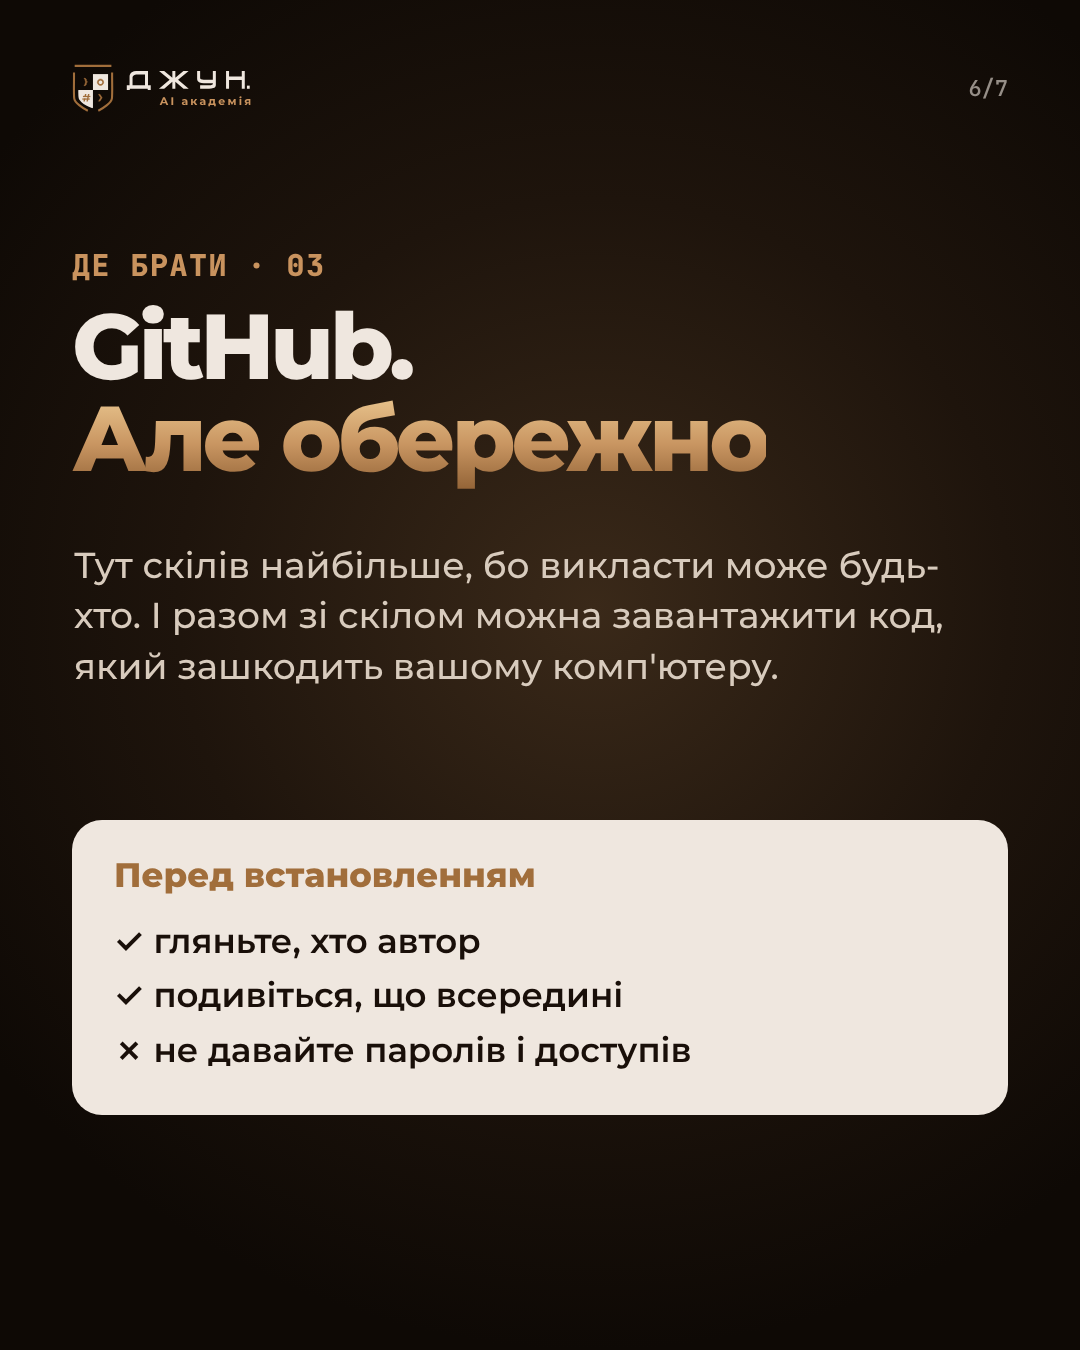 ДЖУН.
AI академія
6/7
ДЕ БРАТИ · 03
GitHub.
Але обережно
Тут скілів найбільше, бо викласти може будь-
хто. І разом зі скілом можна завантажити код,
який зашкодить вашому комп'ютеру.
Перед встановленням
✓ гляньте, хто автор
✓ подивіться, що всередині
✕ не давайте паролів і доступів